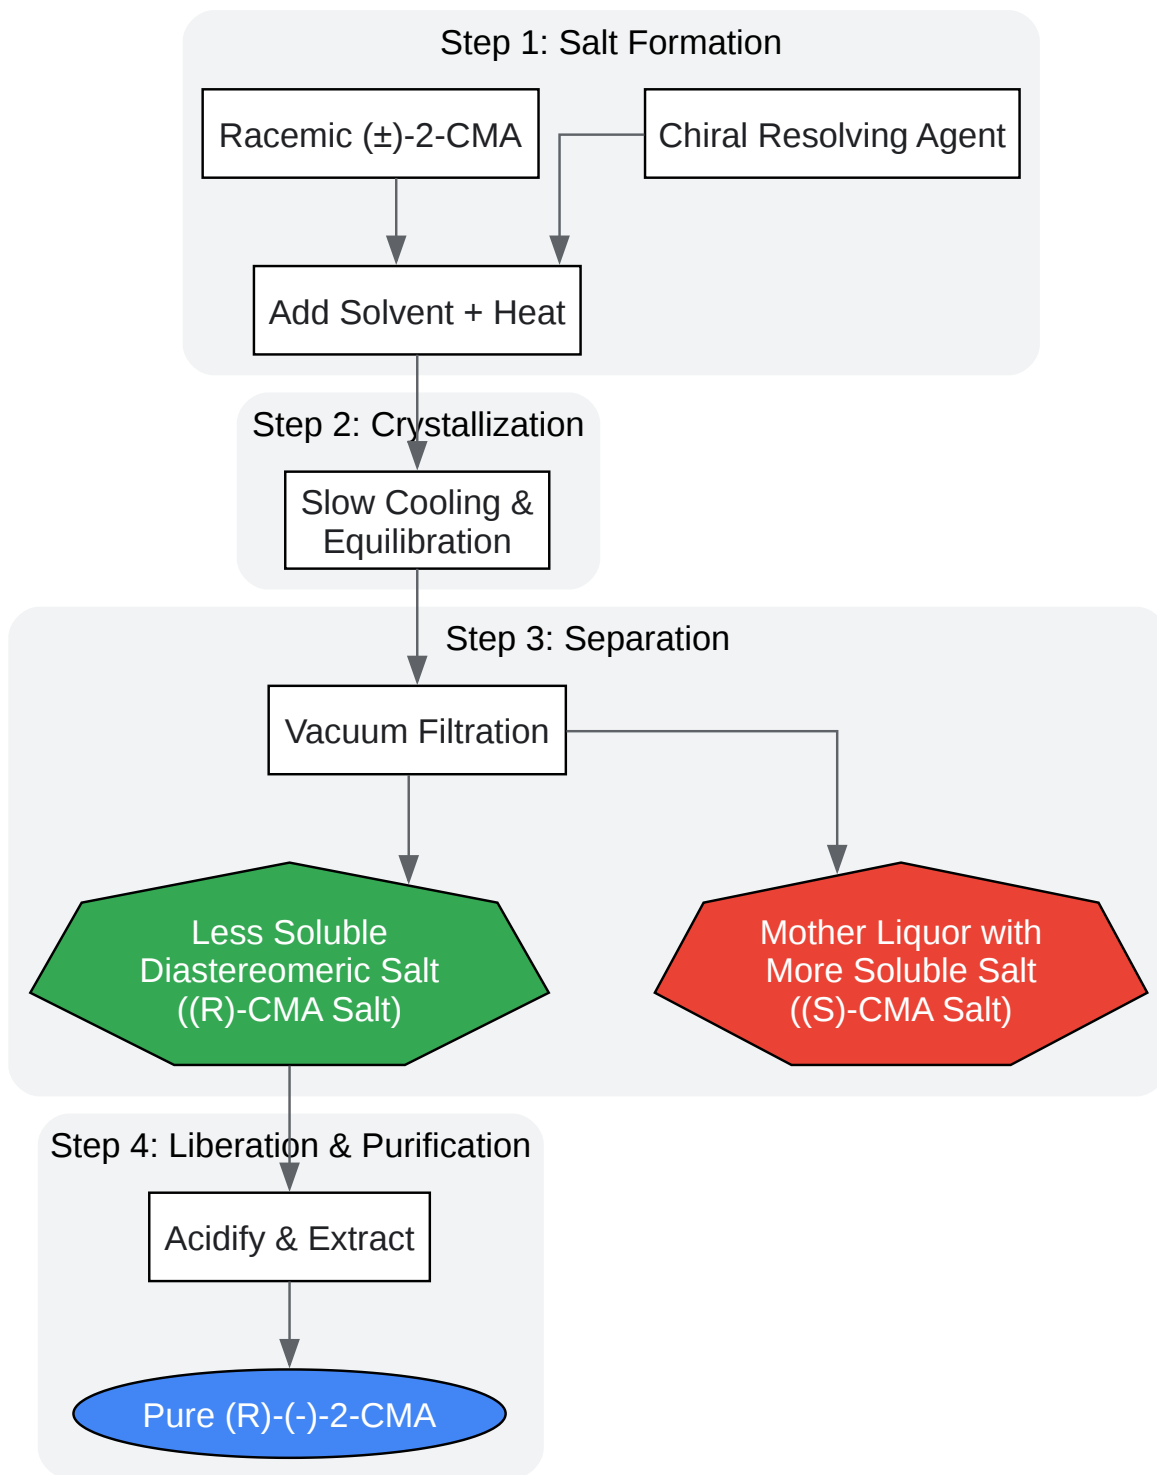 Step 1: Salt Formation
Racemic (±)-2-CMA
Chiral Resolving Agent
Add Solvent + Heat
Step 2: Crystallization
Slow Cooling &
Equilibration
Step 3: Separation
Vacuum Filtration
Less Soluble
Diastereomeric Salt
((R)-CMA Salt)
Mother Liquor with
More Soluble Salt
((S)-CMA Salt)
Step 4: Liberation & Purification
Acidify & Extract
Pure (R)-(-)-2-CMA